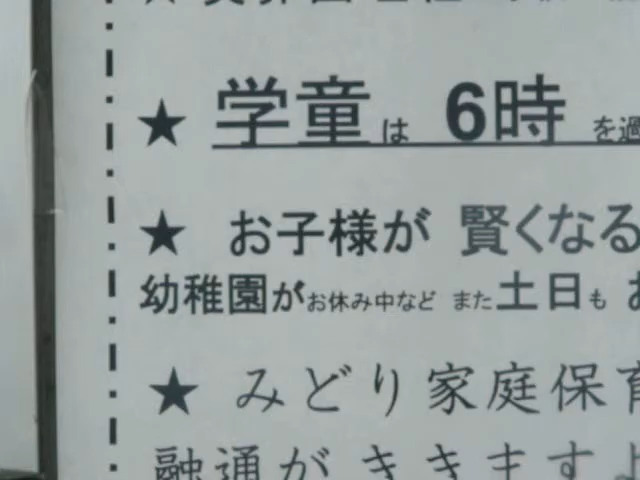 ★ 学童は 6時 を過
★ お子様が 賢くなる
幼稚園がお休み中など また土日も お
★ みどり家庭保育
融通がききますよ